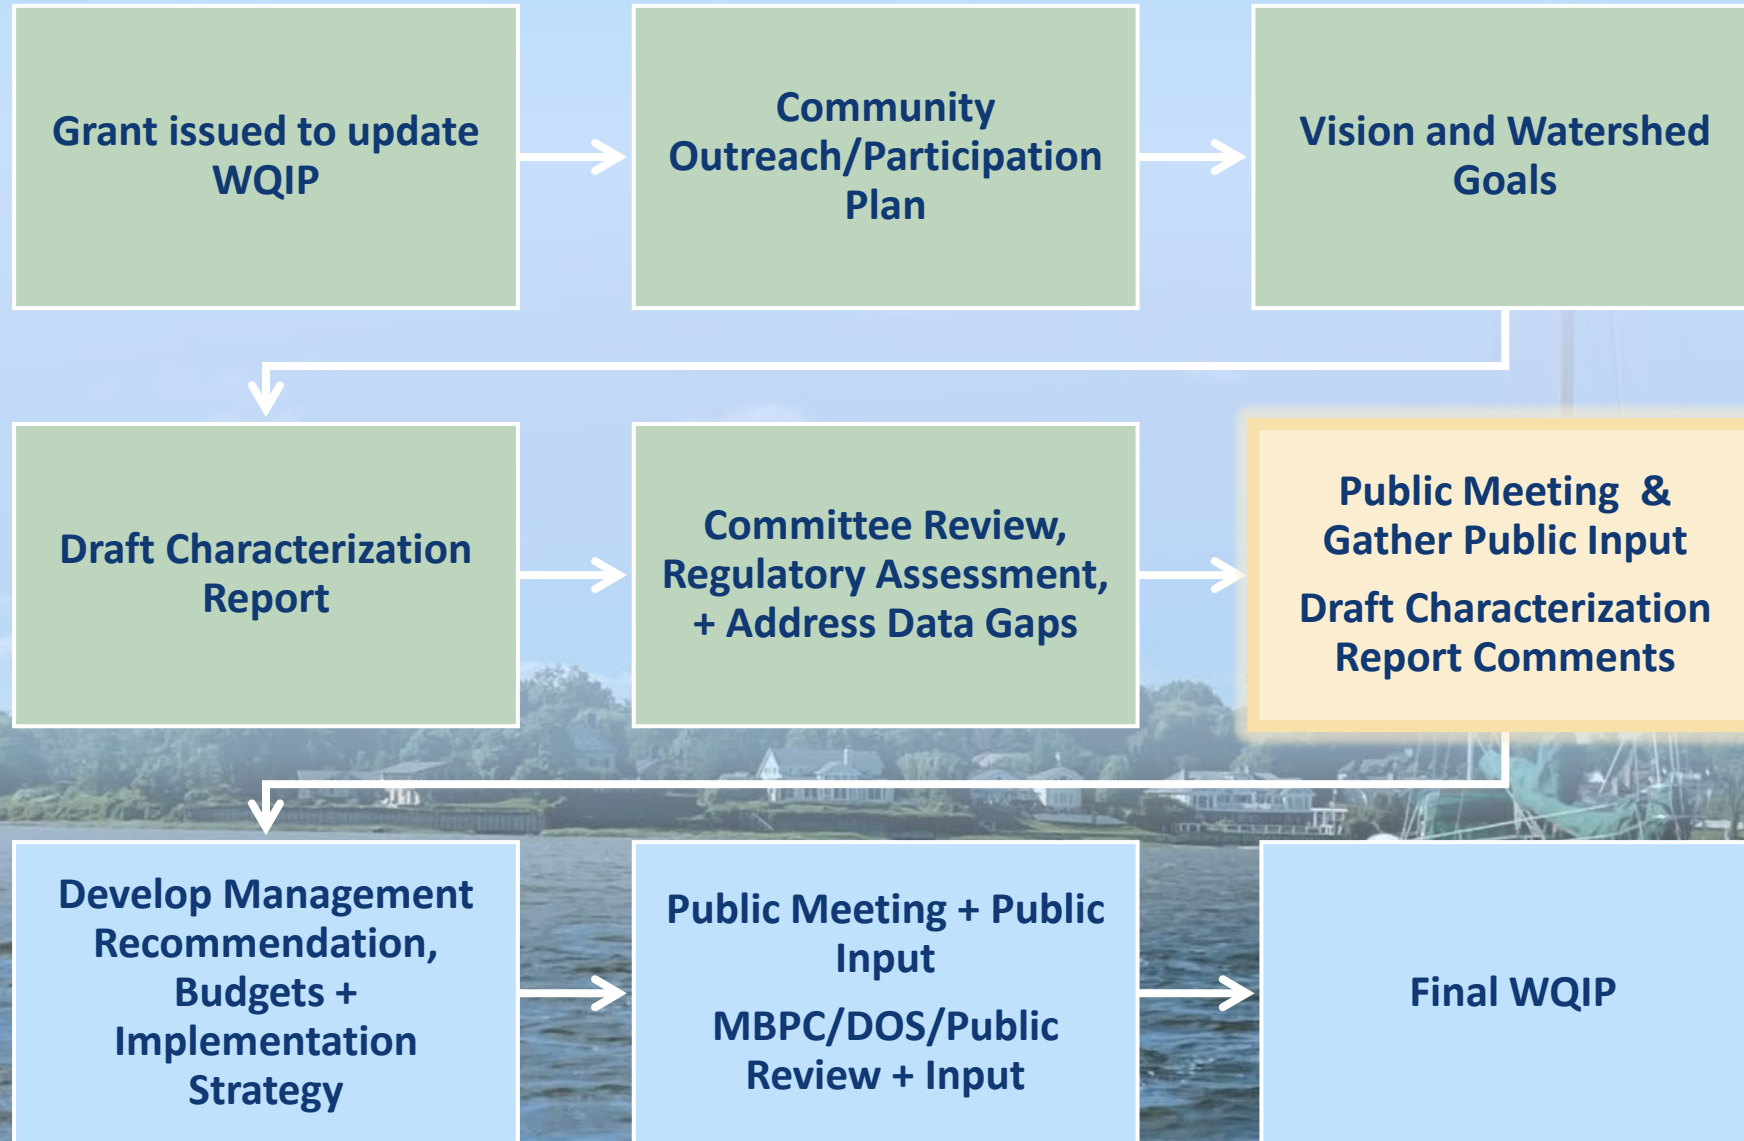 Grant issued to update
WQIP
Community
Outreach/Participation
Plan
Vision and Watershed
Goals
Draft Characterization
Report
Committee Review,
Regulatory Assessment,
+ Address Data Gaps
Public Meeting &
Gather Public Input
Draft Characterization
Report Comments
Develop Management
Recommendation,
Budgets +
Implementation
Strategy
Public Meeting + Public
Input
MBPC/DOS/Public
Review + Input
Final WQIP